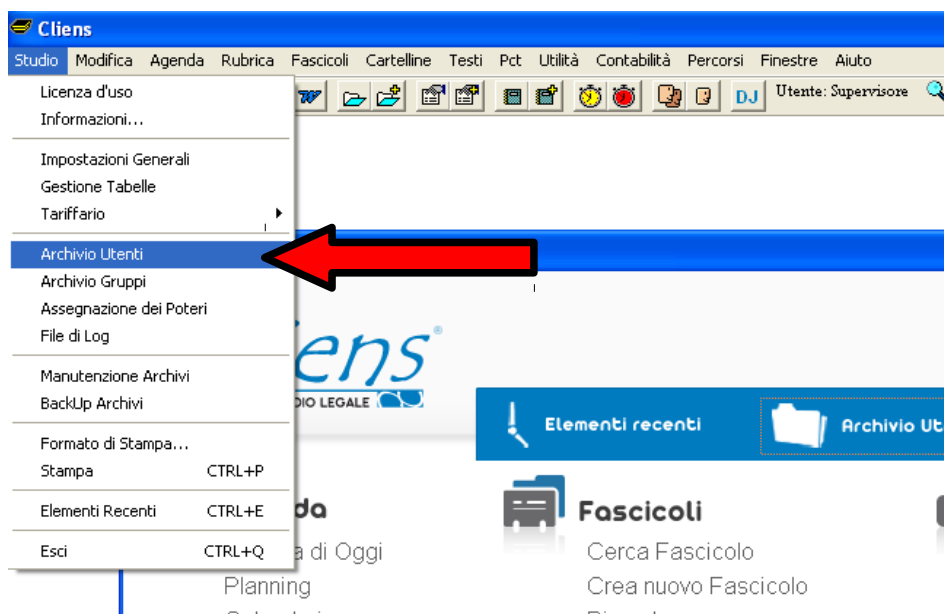 Cliens
Studio Modifica Agenda Rubrica Fascicoli Cartelline Testi Pct Utilità Contabilità Percorsi Finestre Aiuto
Licenza d'uso
Informazioni...
Impostazioni Generali
Gestione Tabelle
Tariffario
Archivio Utenti
Archivio Gruppi
Assegnazione dei Poteri
File di Log
Manutenzione Archivi
BackUp Archivi
Formato di Stampa...
Stampa CTRL+P
Elementi Recenti CTRL+E
Esci CTRL+Q
DJ Utente: Supervisore
ens®
DIO LEGALE
Elementi recenti Archivio Ut
da
a di Oggi
Planning
Fascicoli
Cerca Fascicolo
Crea nuovo Fascicolo